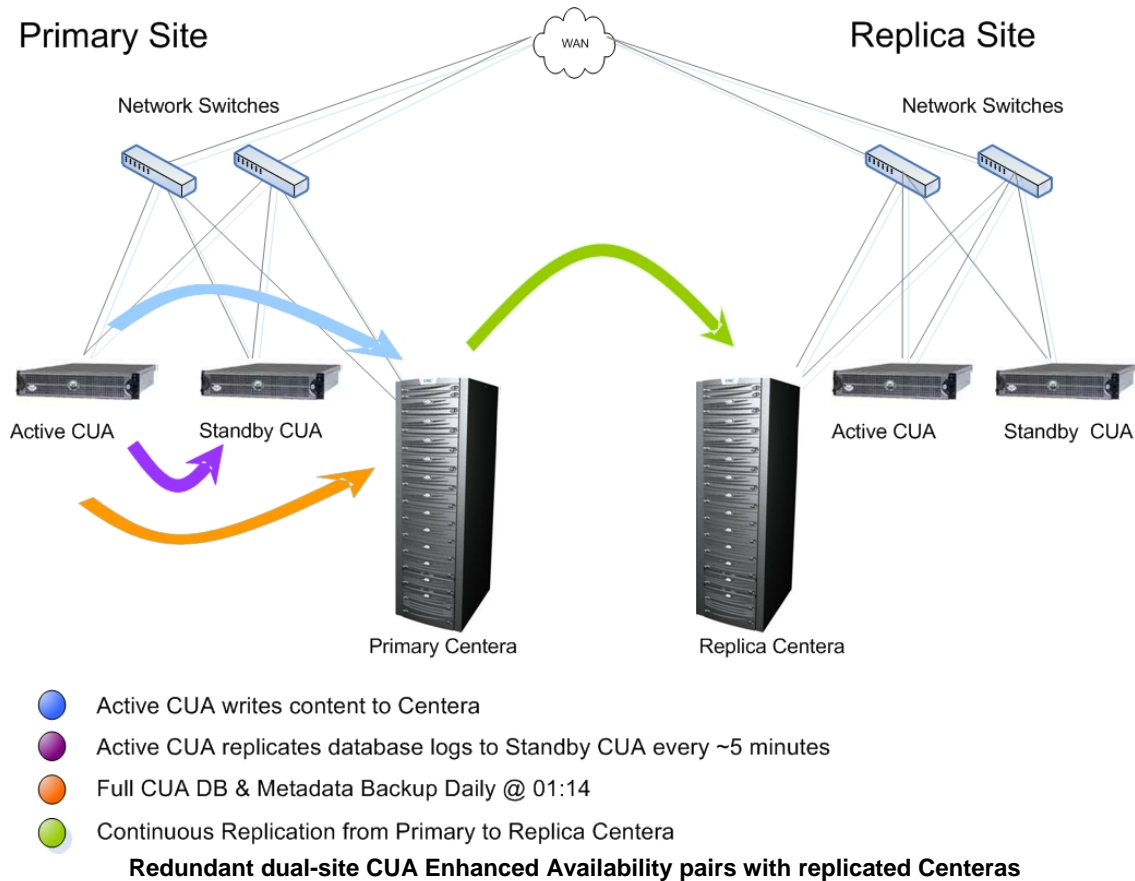 Primary Site
WAN
Replica Site
Network Switches
Network Switches
Active CUA
Standby CUA
Active CUA
Standby CUA
EMC
Primary Centera
Replica Centera
Active CUA writes content to Centera
Active CUA replicates database logs to Standby CUA every ~5 minutes
Full CUA DB & Metadata Backup Daily @ 01:14
Continuous Replication from Primary to Replica Centera
Redundant dual-site CUA Enhanced Availability pairs with replicated Centeras